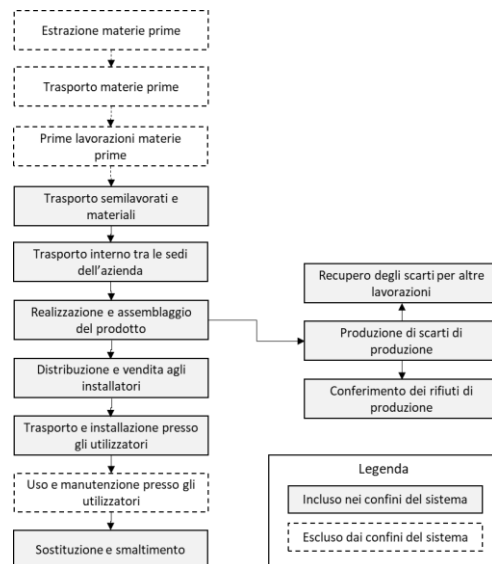 Estrazione materie prime
Trasporto materie prime
Prime lavorazioni materie
prime
Trasporto semilavorati e
materiali
Trasporto interno tra le sedi
dell'azienda
Realizzazione e assemblaggio
del prodotto
Distribuzione e vendita agli
installatori
Trasporto e installazione presso
gli utilizzatori
Uso e manutenzione presso gli
utilizzatori
Sostituzione e smaltimento
Recupero degli scarti per altre
lavorazioni
Produzione di scarti di
produzione
Conferimento dei rifiuti di
produzione
Legenda
Incluso nei confini del sistema
Escluso dai confini del sistema